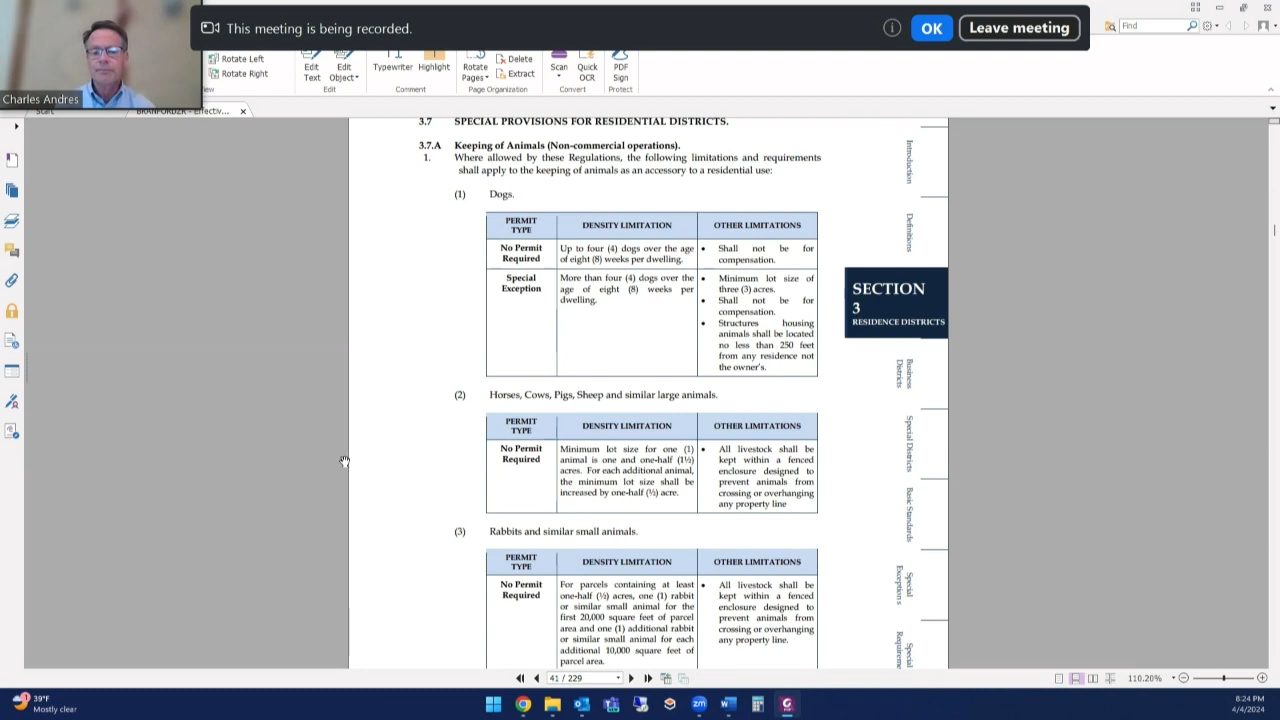 This meeting is being recorded.
OK
Leave meeting
Find
Charles Andres
Rotate Left
Rotate Right
Edit Text
Edit Object
Edit
Typewriter
Highlight
Comment
Rotate Pages
Delete
Extract
Page Organization
Scan
Quick OCR
Convert
PDF Sign
Protect
3.7 SPECIAL PROVISIONS FOR RESIDENTIAL DISTRICTS.
3.7.A Keeping of Animals (Non-commercial operations).
1. Where allowed by these Regulations, the following limitations and requirements
shall apply to the keeping of animals as an accessory to a residential use:
(1) Dogs.
PERMIT TYPE DENSITY LIMITATION OTHER LIMITATIONS
No Permit Required
Up to four (4) dogs over the age
of eight (8) weeks per dwelling.
• Shall not be for
compensation.
Special Exception
More than four (4) dogs over the
age of eight (8) weeks per
dwelling.
• Minimum lot size of
three (3) acres.
• Shall not be for
compensation.
• Structures housing
animals shall be located
no less than 250 feet
from any residence not
the owner's.
(2) Horses, Cows, Pigs, Sheep and similar large animals.
PERMIT TYPE DENSITY LIMITATION OTHER LIMITATIONS
No Permit Required
Minimum lot size for one (1)
animal is one and one-half (1½)
acres. For each additional animal,
the minimum lot size shall be
increased by one-half (½) acre.
• All livestock shall be
kept within a fenced
enclosure designed to
prevent animals from
crossing or overhanging
any property line
(3) Rabbits and similar small animals.
PERMIT TYPE DENSITY LIMITATION OTHER LIMITATIONS
No Permit Required
For parcels containing at least
one-half (½) acres, one (1) rabbit
or similar small animal for the
first 20,000 square feet of parcel
area and one (1) additional rabbit
or similar small animal for each
additional 10,000 square feet of
parcel area.
• All livestock shall be
kept within a fenced
enclosure designed to
prevent animals from
crossing or overhanging
any property line.
Introduction
Definitions
SECTION
3
RESIDENCE DISTRICTS
Business Districts
Special Districts
Basic Standards
Special Exceptions
Special Requireme
41 / 229
110.20%
39°F
Mostly clear
8:24 PM
4/4/2024